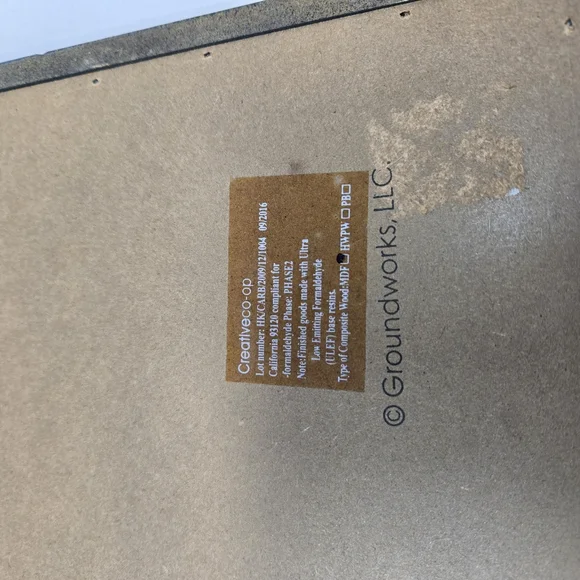 Creativeco-op
Lot number: HK/CARB/2009/12/1004 09/2016
California 93120 compliant for
-formaldehyde Phase: PHASE2
Note:Finished goods made with Ultra
Low Emitting Formaldehyde
(ULEF) base resins.
Type of Composite Wood:MDF☐ HWPW ☐ PB☐
© Groundworks, LLC.